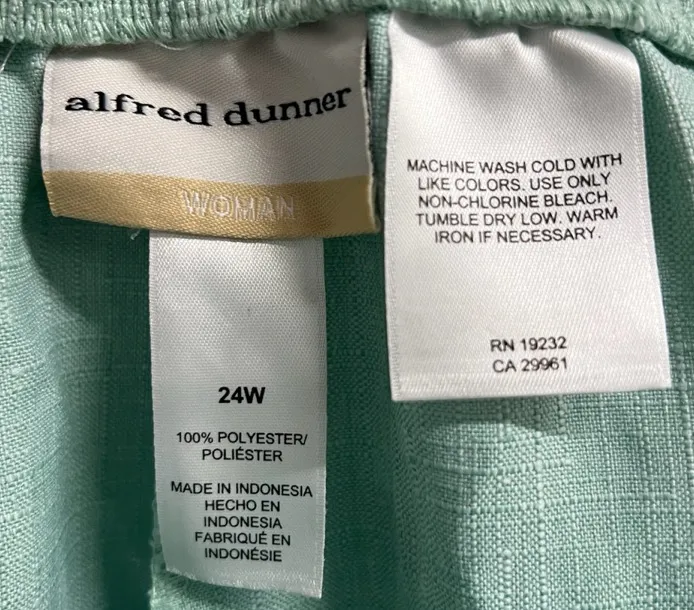 alfred dunner
WOMAN
24W
100% POLYESTER/
POLIÉSTER
MADE IN INDONESIA
HECHO EN
INDONESIA
FABRIQUÉ EN
INDONÉSIE
MACHINE WASH COLD WITH
LIKE COLORS. USE ONLY
NON-CHLORINE BLEACH.
TUMBLE DRY LOW. WARM
IRON IF NECESSARY.
RN 19232
CA 29961